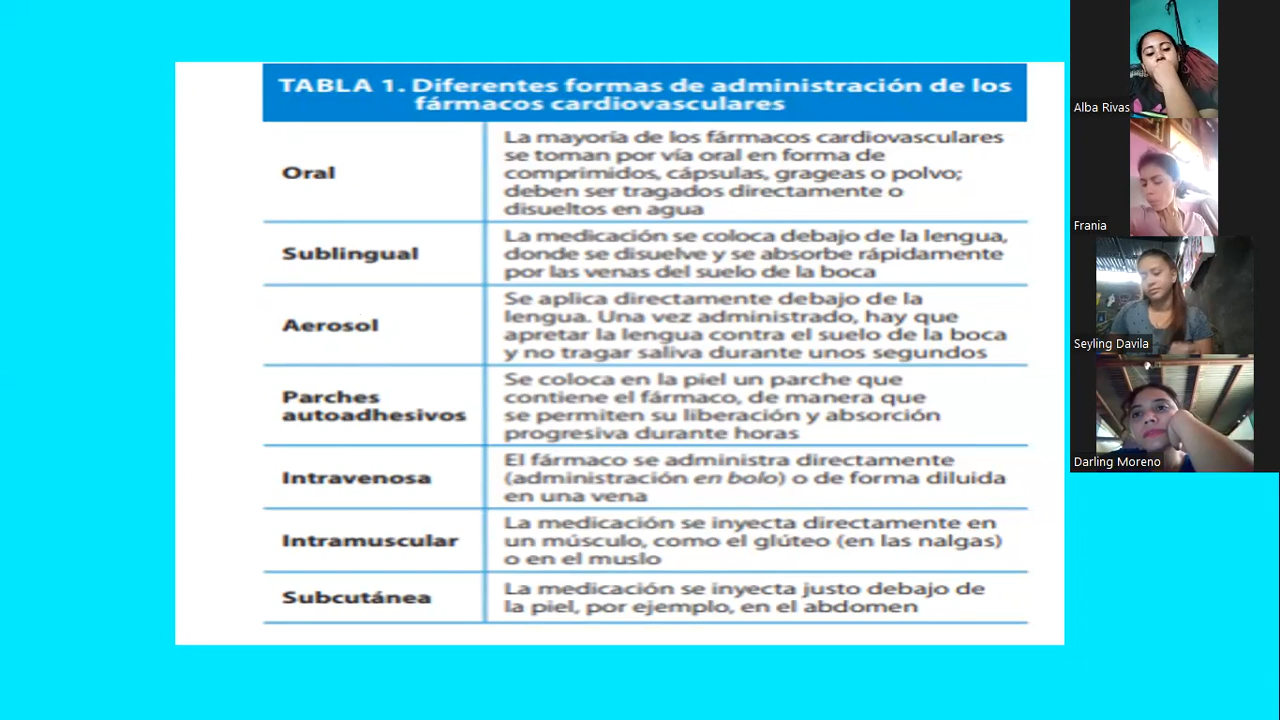 TABLA 1. Diferentes formas de administración de los
fármacos cardiovasculares
Oral
La mayoría de los fármacos cardiovasculares
se toman por vía oral en forma de
comprimidos, cápsulas, grageas o polvo;
deben ser tragados directamente o
disueltos en agua
Sublingual
La medicación se coloca debajo de la lengua,
donde se disuelve y se absorbe rápidamente
por las venas del suelo de la boca
Aerosol
Se aplica directamente debajo de la
lengua. Una vez administrado, hay que
apretar la lengua contra el suelo de la boca
y no tragar saliva durante unos segundos
Parches
autoadhesivos
Se coloca en la piel un parche que
contiene el fármaco, de manera que
se permiten su liberación y absorción
progresiva durante horas
Intravenosa
El fármaco se administra directamente
(administración en bolo) o de forma diluida
en una vena
Intramuscular
La medicación se inyecta directamente en
un músculo, como el glúteo (en las nalgas)
o en el muslo
Subcutánea
La medicación se inyecta justo debajo de
la piel, por ejemplo, en el abdomen
Alba Rivas
Frania
Seyling Davila
Darling Moreno